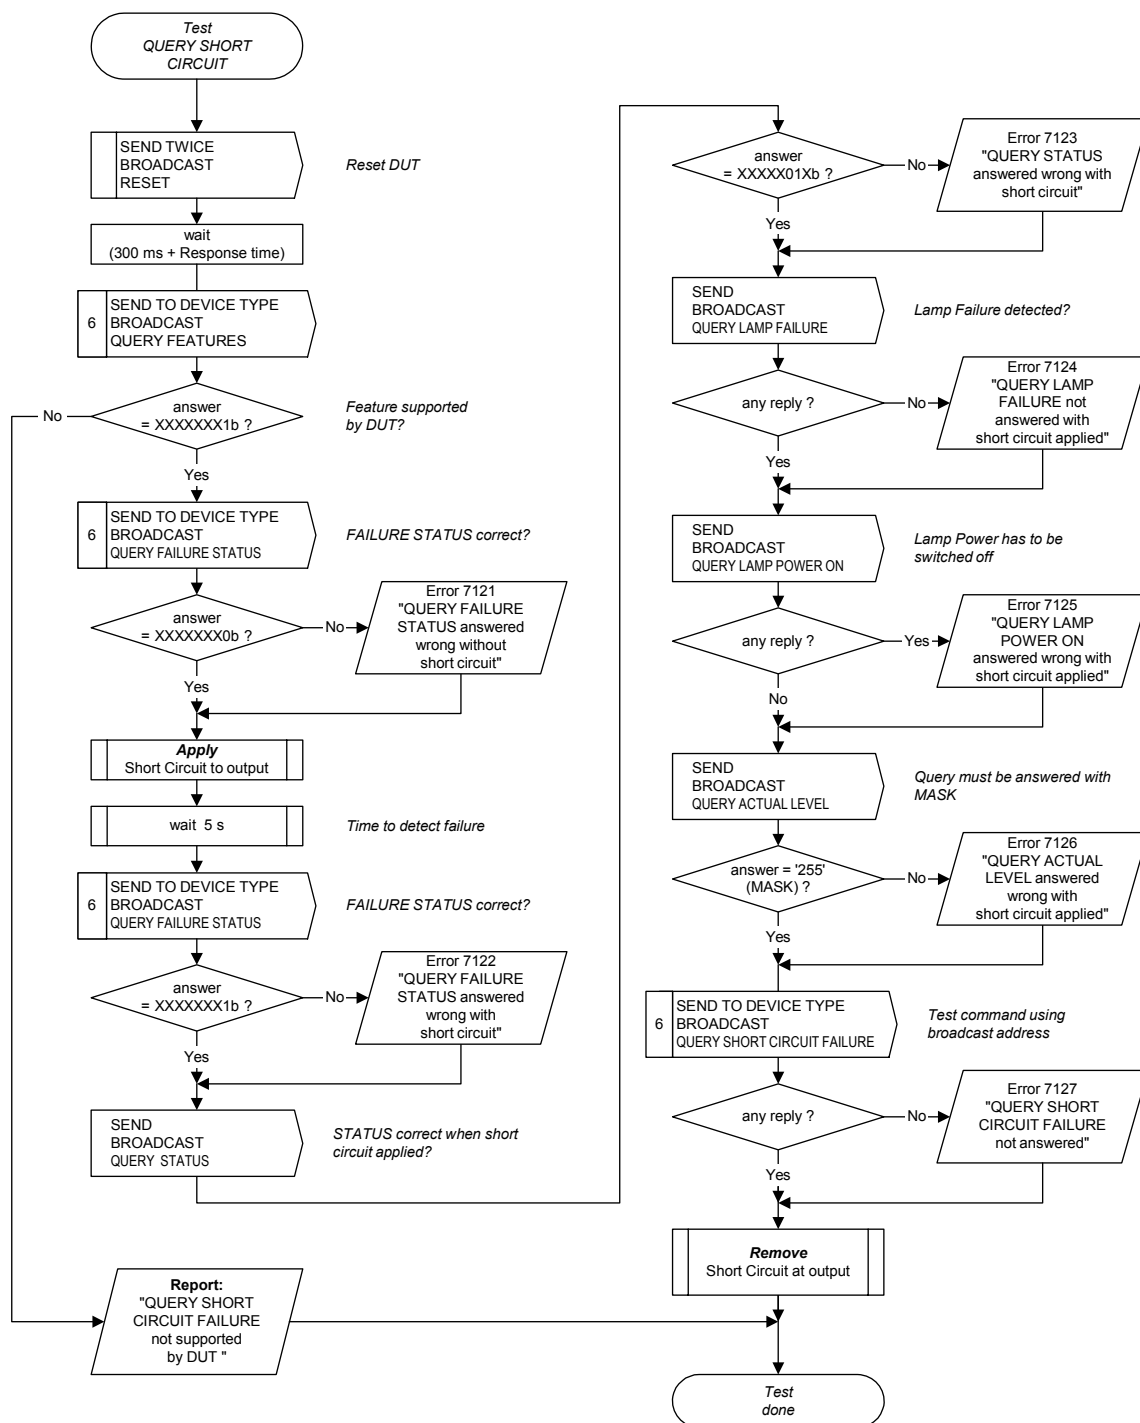 Test
QUERY SHORT
CIRCUIT
SEND TWICE
BROADCAST
RESET
Reset DUT
wait
(300 ms + Response time)
6
SEND TO DEVICE TYPE
BROADCAST
QUERY FEATURES
No
answer
= XXXXXXX1b ?
Feature supported
by DUT?
Yes
6
SEND TO DEVICE TYPE
BROADCAST
QUERY FAILURE STATUS
FAILURE STATUS correct?
answer
= XXXXXXX0b ?
No
Error 7121
"QUERY FAILURE
STATUS answered
wrong without
short circuit"
Yes
Apply
Short Circuit to output
wait 5 s
Time to detect failure
6
SEND TO DEVICE TYPE
BROADCAST
QUERY FAILURE STATUS
FAILURE STATUS correct?
answer
= XXXXXXX1b ?
No
Error 7122
"QUERY FAILURE
STATUS answered
wrong with
short circuit"
Yes
SEND
BROADCAST
QUERY STATUS
STATUS correct when short
circuit applied?
Report:
"QUERY SHORT
CIRCUIT FAILURE
not supported
by DUT "
answer
= XXXXX01Xb ?
No
Error 7123
"QUERY STATUS
answered wrong with
short circuit"
Yes
SEND
BROADCAST
QUERY LAMP FAILURE
Lamp Failure detected?
any reply ?
No
Error 7124
"QUERY LAMP
FAILURE not
answered with
short circuit applied"
Yes
SEND
BROADCAST
QUERY LAMP POWER ON
Lamp Power has to be
switched off
any reply ?
Yes
Error 7125
"QUERY LAMP
POWER ON
answered wrong with
short circuit applied"
No
SEND
BROADCAST
QUERY ACTUAL LEVEL
Query must be answered with
MASK
answer = '255'
(MASK) ?
No
Error 7126
"QUERY ACTUAL
LEVEL answered
wrong with
short circuit applied"
Yes
6
SEND TO DEVICE TYPE
BROADCAST
QUERY SHORT CIRCUIT FAILURE
Test command using
broadcast address
any reply ?
No
Error 7127
"QUERY SHORT
CIRCUIT FAILURE
not answered"
Yes
Remove
Short Circuit at output
Test
done